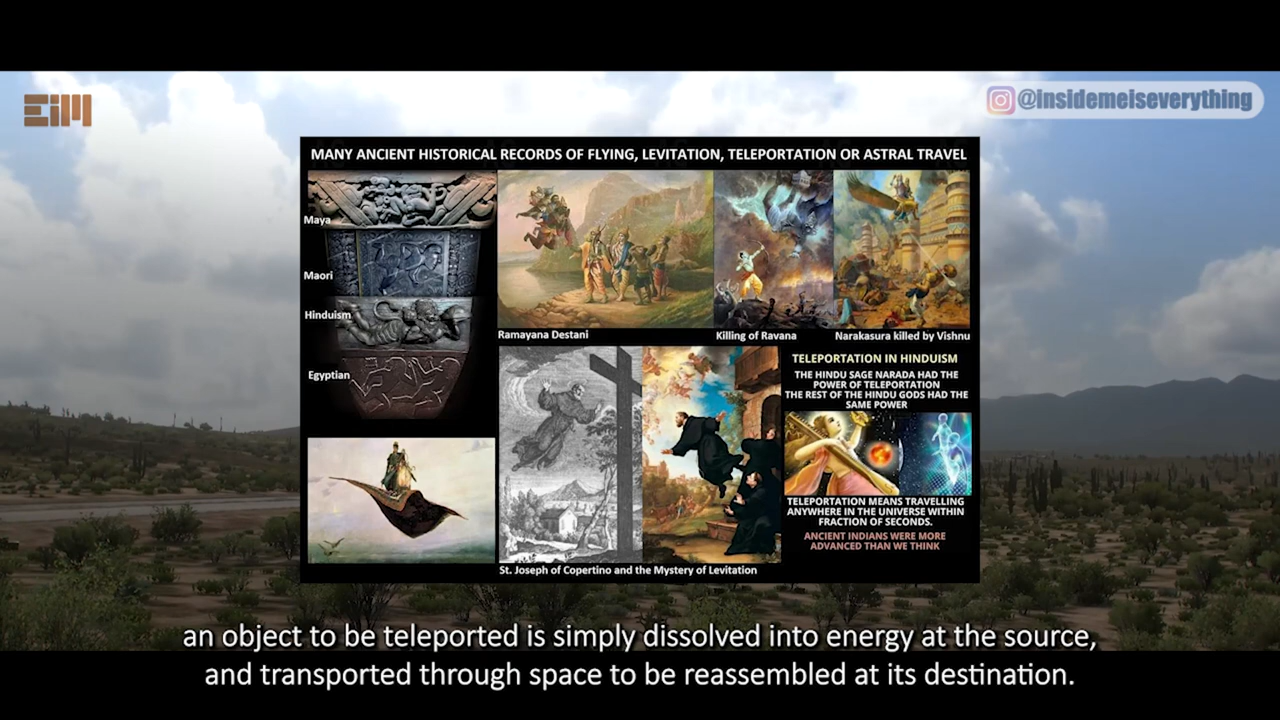 EiM
@insidemeiseverything
MANY ANCIENT HISTORICAL RECORDS OF FLYING, LEVITATION, TELEPORTATION OR ASTRAL TRAVEL
Maya
Maori
Hinduism
Egyptian
Ramayana Destani
Killing of Ravana
Narakasura killed by Vishnu
TELEPORTATION IN HINDUISM
THE HINDU SAGE NARADA HAD THE
POWER OF TELEPORTATION
THE REST OF THE HINDU GODS HAD THE
SAME POWER
TELEPORTATION MEANS TRAVELLING
ANYWHERE IN THE UNIVERSE WITHIN
FRACTION OF SECONDS.
ANCIENT INDIANS WERE MORE
ADVANCED THAN WE THINK
St. Joseph of Copertino and the Mystery of Levitation
an object to be teleported is simply dissolved into energy at the source,
and transported through space to be reassembled at its destination.